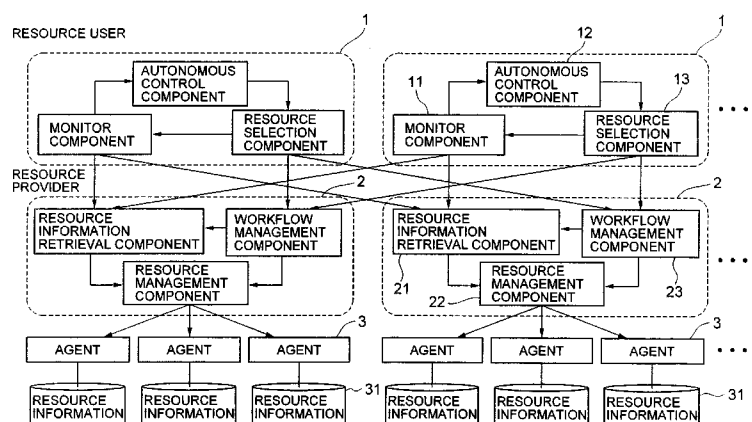 RESOURCE USER
1
1
AUTONOMOUS
CONTROL
COMPONENT
12
AUTONOMOUS
CONTROL
COMPONENT
11
13
MONITOR
COMPONENT
RESOURCE
SELECTION
COMPONENT
MONITOR
COMPONENT
RESOURCE
SELECTION
COMPONENT
RESOURCE
PROVIDER
2
2
RESOURCE
INFORMATION
RETRIEVAL COMPONENT
WORKFLOW
MANAGEMENT
COMPONENT
RESOURCE
INFORMATION
RETRIEVAL COMPONENT
WORKFLOW
MANAGEMENT
COMPONENT
RESOURCE
MANAGEMENT
COMPONENT
21
22
RESOURCE
MANAGEMENT
COMPONENT
23
3
3
AGENT
AGENT
AGENT
AGENT
AGENT
AGENT
RESOURCE
INFORMATION
RESOURCE
INFORMATION
RESOURCE
INFORMATION
31
RESOURCE
INFORMATION
RESOURCE
INFORMATION
RESOURCE
INFORMATION
31